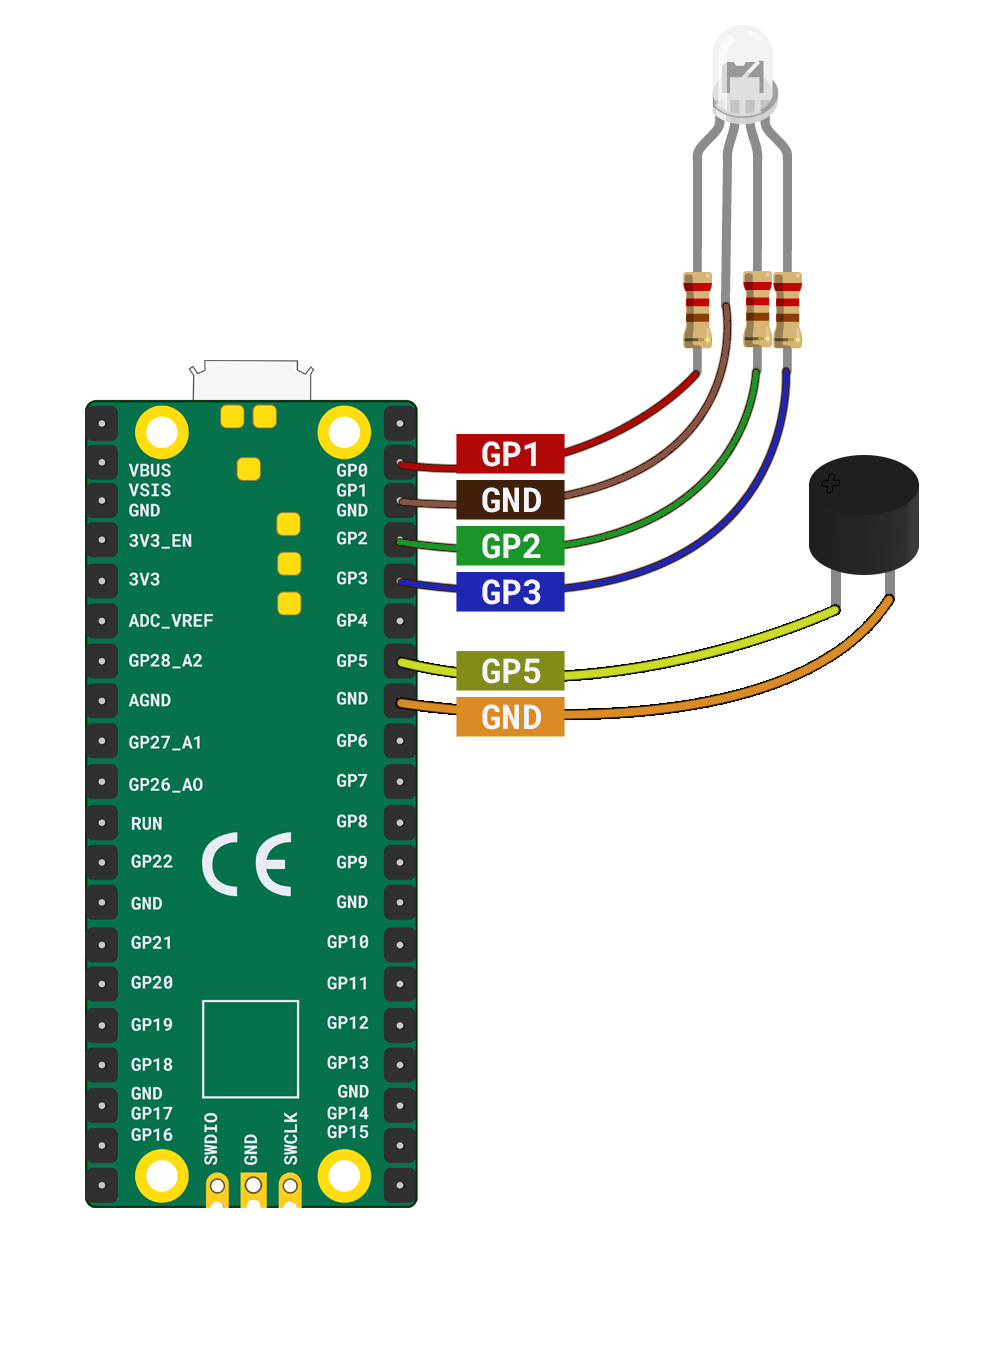 GP1
GND
GP2
GP3
GP5
GND
VBUS
VSIS
GND
3V3_EN
3V3
ADC_VREF
GP28_A2
AGND
GP27_A1
GP26_AO
RUN
GP22
GND
GP21
GP20
GP19
GP18
GND
GP17
GP16
GP0
GP1
GND
GP2
GP3
GP4
GP5
GND
GP6
GP7
GP8
GP9
GND
GP10
GP11
GP12
GP13
GND
GP14
GP15
CE
SWDIO
GND
SWCLK